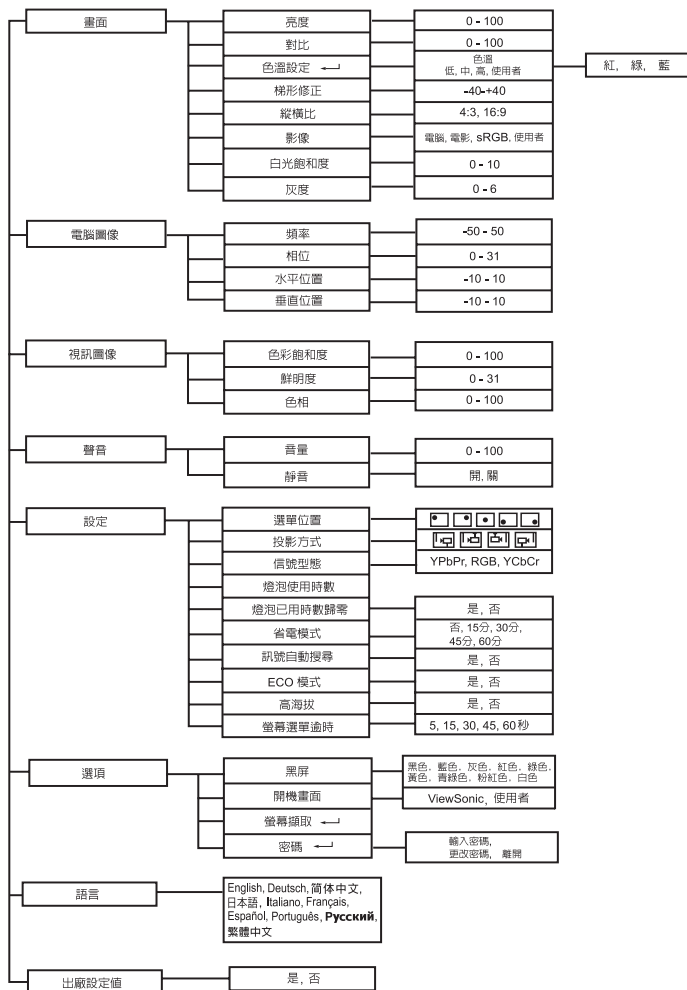 畫面
亮度
0 - 100
對比
0 - 100
色溫設定
色溫
低, 中, 高, 使用者
紅, 綠, 藍
梯形修正
-40-+40
縱橫比
4:3, 16:9
影像
電腦, 電影, sRGB, 使用者
白光飽和度
0 - 10
灰度
0 - 6
電腦圖像
頻率
-50 - 50
相位
0 - 31
水平位置
-10 - 10
垂直位置
-10 - 10
視訊圖像
色彩飽和度
0 - 100
鮮明度
0 - 31
色相
0 - 100
聲音
音量
0 - 100
靜音
開, 關
設定
選單位置
投影方式
信號型態
YPbPr, RGB, YCbCr
燈泡使用時數
燈泡已用時數歸零
是, 否
省電模式
否, 15分, 30分,
45分, 60分
訊號自動搜尋
是, 否
ECO 模式
是, 否
高海拔
是, 否
螢幕選單逾時
5, 15, 30, 45, 60 秒
選項
黑屏
黑色, 藍色, 灰色, 紅色, 綠色,
黃色, 青綠色, 粉紅色, 白色
開機畫面
ViewSonic, 使用者
螢幕擷取
密碼
輸入密碼,
更改密碼, 離開
語言
English, Deutsch, 简体中文,
日本語, Italiano, Français,
Español, Português, Русский,
繁體中文
出廠設定值
是, 否